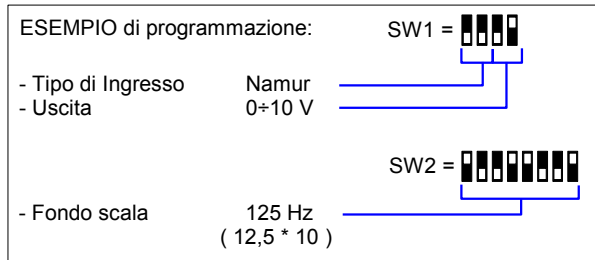 ESEMPIO di programmazione: SW1 =
- Tipo di Ingresso Namur
- Uscita 0÷10 V
SW2 =
- Fondo scala 125 Hz
( 12,5 * 10 )